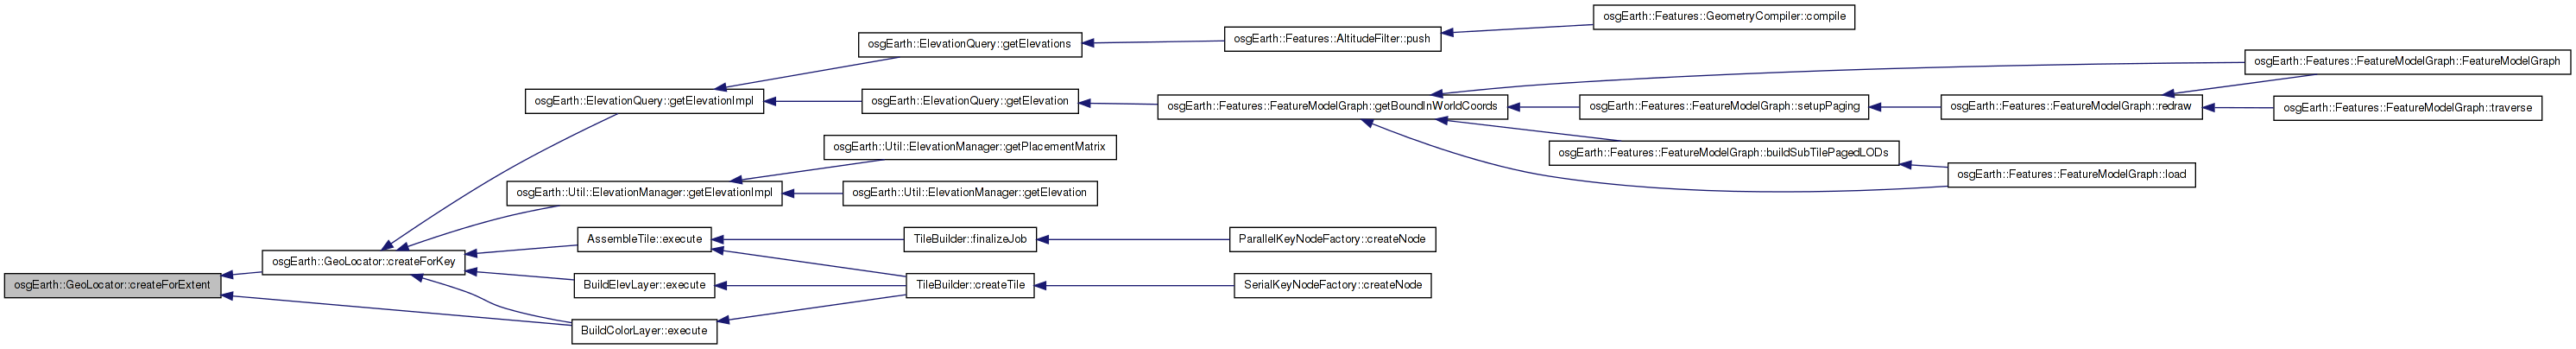 osgEarth::Features::GeometryCompiler::compile
osgEarth::ElevationQuery::getElevations
osgEarth::Features::AltitudeFilter::push
osgEarth::Features::FeatureModelGraph::FeatureModelGraph
osgEarth::ElevationQuery::getElevationImpl
osgEarth::ElevationQuery::getElevation
osgEarth::Features::FeatureModelGraph::getBoundInWorldCoords
osgEarth::Features::FeatureModelGraph::setupPaging
osgEarth::Features::FeatureModelGraph::redraw
osgEarth::Features::FeatureModelGraph::traverse
osgEarth::Util::ElevationManager::getPlacementMatrix
osgEarth::Features::FeatureModelGraph::buildSubTilePagedLODs
osgEarth::Features::FeatureModelGraph::load
osgEarth::Util::ElevationManager::getElevationImpl
osgEarth::Util::ElevationManager::getElevation
AssembleTile::execute
TileBuilder::finalizeJob
ParallelKeyNodeFactory::createNode
osgEarth::GeoLocator::createForKey
osgEarth::GeoLocator::createForExtent
BuildElevLayer::execute
TileBuilder::createTile
SerialKeyNodeFactory::createNode
BuildColorLayer::execute